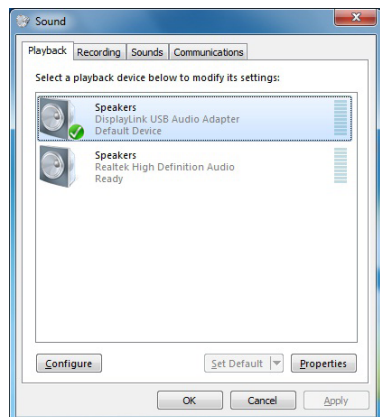 Sound
Playback Recording Sounds Communications
Select a playback device below to modify its settings:
Speakers
DisplayLink USB Audio Adapter
Default Device
Speakers
Realtek High Definition Audio
Ready
Configure Set Default Properties
OK Cancel Apply